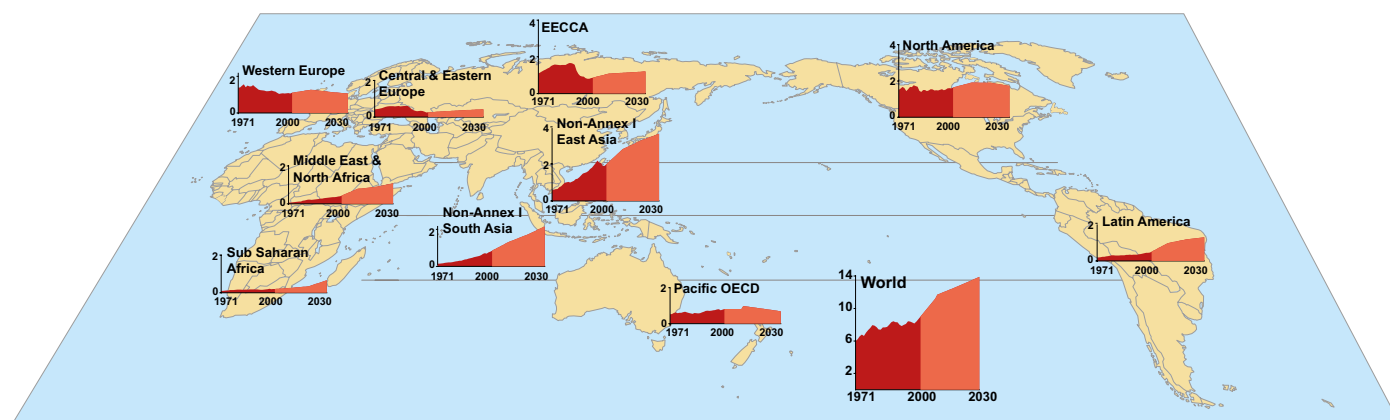 4
EECCA
2
0
1971 2000 2030
4
North America
2
0
1971 2000 2030
Western Europe
2
0
1971 2000 2030
Central & Eastern
Europe
2
0
1971 2000 2030
Non-Annex I
East Asia
4
2
0
1971 2000 2030
Middle East &
North Africa
2
0
1971 2000 2030
Non-Annex I
South Asia
2
0
1971 2000 2030
Latin America
2
0
1971 2000 2030
Sub Saharan
Africa
2
0
1971 2000 2030
Pacific OECD
2
0
1971 2000 2030
14
World
10
6
2
1971 2000 2030